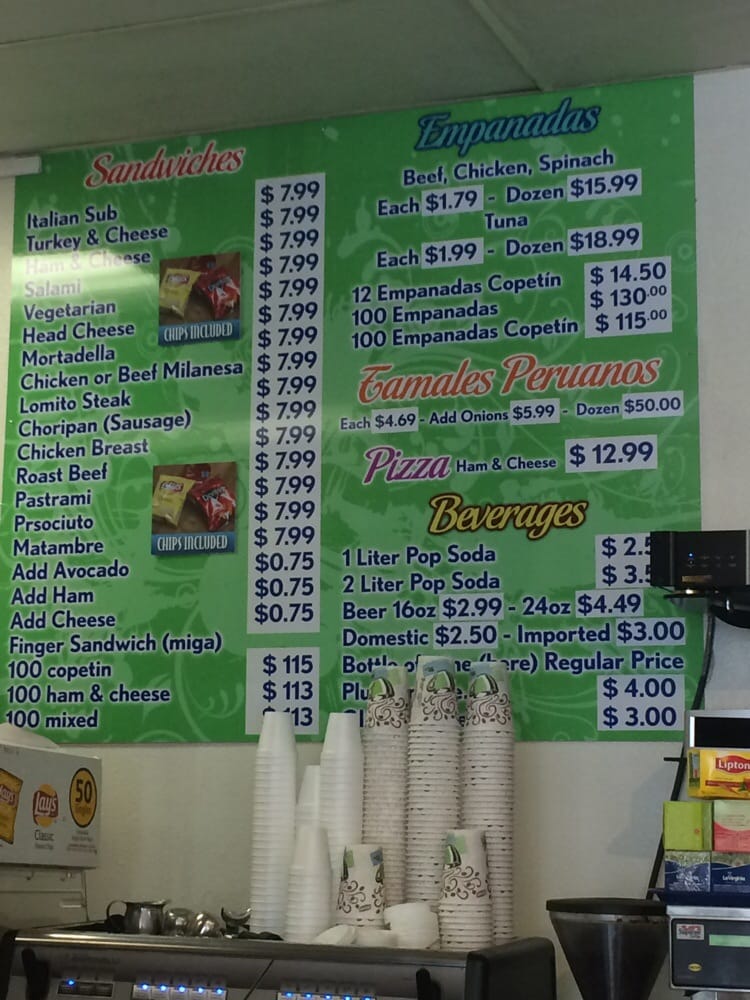 Sandwiches
Italian Sub $ 7.99
Turkey & Cheese $ 7.99
Ham & Cheese $ 7.99
Salami $ 7.99
Vegetarian $ 7.99
Head Cheese $ 7.99
Mortadella $ 7.99
Chicken or Beef Milanesa $ 7.99
Lomito Steak $ 7.99
Choripan (Sausage) $ 7.99
Chicken Breast $ 7.99
Roast Beef $ 7.99
Pastrami $ 7.99
Prsociuto $ 7.99
Matambre $ 7.99
Add Avocado $0.75
Add Ham $0.75
Add Cheese $0.75
Finger Sandwich (miga)
100 copetin $ 115
100 ham & cheese $ 113
100 mixed $ 113
CHIPS INCLUDED
CHIPS INCLUDED
Empanadas
Beef, Chicken, Spinach
Each $1.79 - Dozen $15.99
Tuna
Each $1.99 - Dozen $18.99
12 Empanadas Copetín $ 14.50
100 Empanadas $ 130.00
100 Empanadas Copetín $ 115.00
Tamales Peruanos
Each $4.69 - Add Onions $5.99 - Dozen $50.00
Pizza Ham & Cheese $ 12.99
Beverages
1 Liter Pop Soda $ 2.5
2 Liter Pop Soda $ 3.
Beer 16oz $2.99 - 24oz $4.49
Domestic $2.50 - Imported $3.00
Bottle of Regular Price
$ 4.00
$ 3.00
Lay's
Classic
50
Lipton
La Virginia